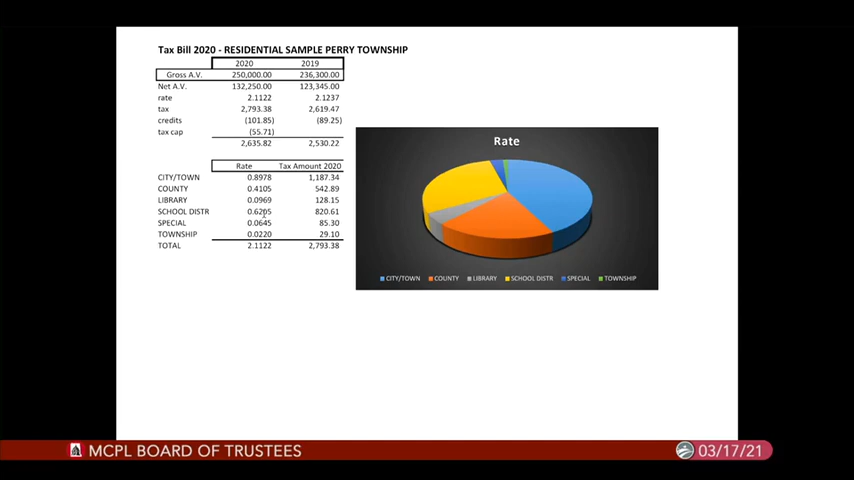 Tax Bill 2020 - RESIDENTIAL SAMPLE PERRY TOWNSHIP
2020 2019
Gross A.V. 250,000.00 236,300.00
Net A.V. 132,250.00 123,345.00
rate 2.1122 2.1237
tax 2,793.38 2,619.47
credits (101.85) (89.25)
tax cap (55.71)
2,635.82 2,530.22
Rate Tax Amount 2020
CITY/TOWN 0.8978 1,187.34
COUNTY 0.4105 542.89
LIBRARY 0.0969 128.15
SCHOOL DISTR 0.6205 820.61
SPECIAL 0.0645 85.30
TOWNSHIP 0.0220 29.10
TOTAL 2.1122 2,793.38
Rate
CITY/TOWN COUNTY LIBRARY SCHOOL DISTR SPECIAL TOWNSHIP
MCPL BOARD OF TRUSTEES 03/17/21